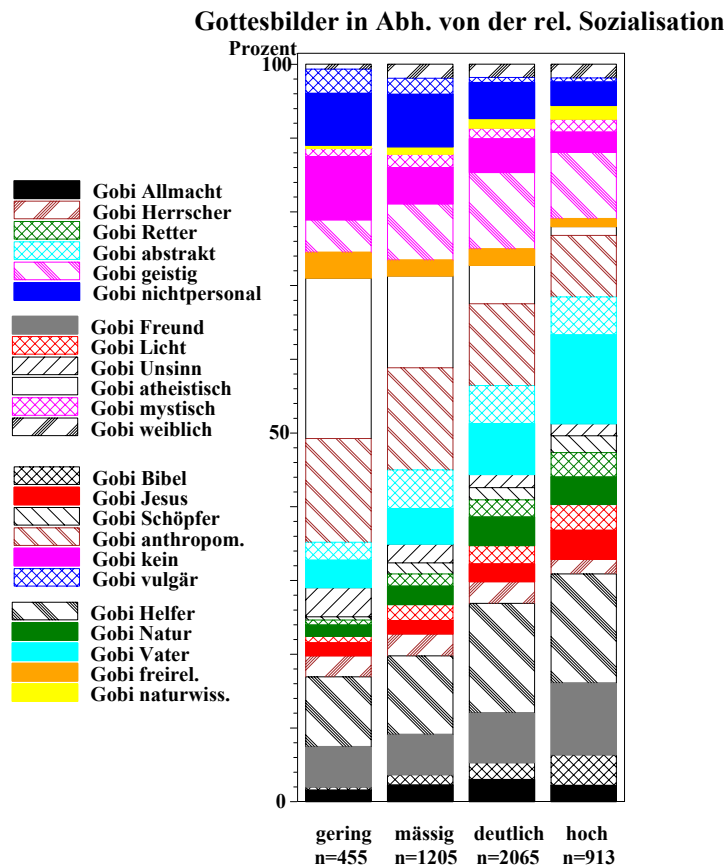 Gottesbilder in Abh. von der rel. Sozialisation
Prozent
100
50
0
Gobi Allmacht
Gobi Herrscher
Gobi Retter
Gobi abstrakt
Gobi geistig
Gobi nichtpersonal
Gobi Freund
Gobi Licht
Gobi Unsinn
Gobi atheistisch
Gobi mystisch
Gobi weiblich
Gobi Bibel
Gobi Jesus
Gobi Schöpfer
Gobi anthropom.
Gobi kein
Gobi vulgär
Gobi Helfer
Gobi Natur
Gobi Vater
Gobi freirel.
Gobi naturwiss.
gering mässig deutlich hoch
n=455 n=1205 n=2065 n=913